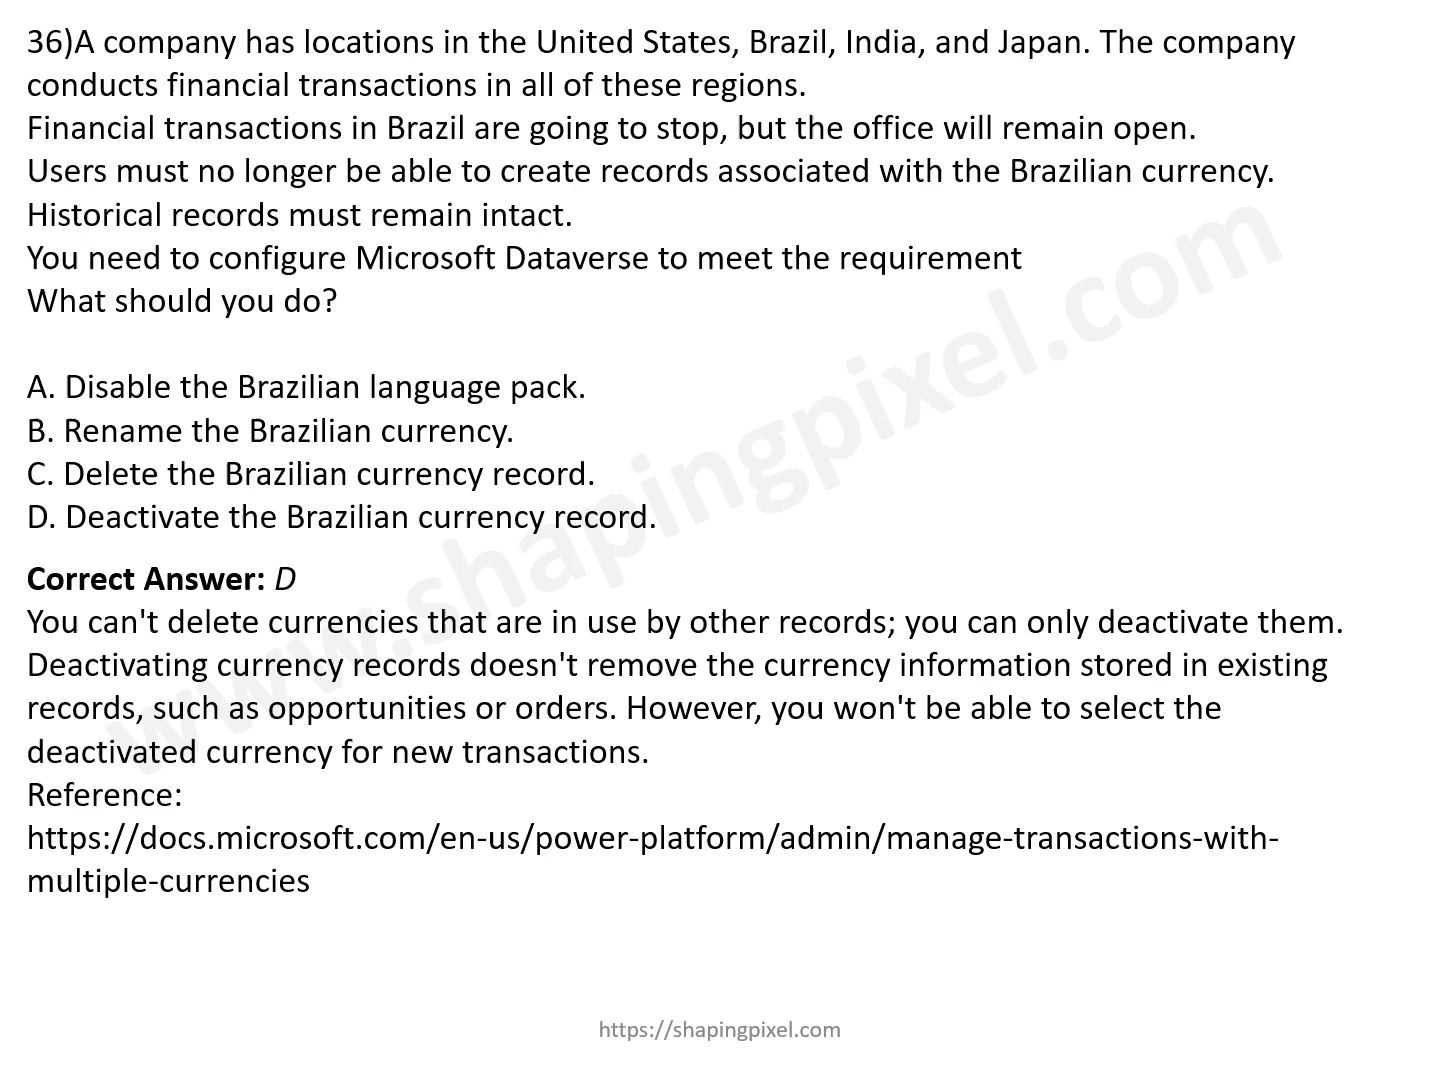 36)A company has locations in the United States, Brazil, India, and Japan. The company
conducts financial transactions in all of these regions.
Financial transactions in Brazil are going to stop, but the office will remain open.
Users must no longer be able to create records associated with the Brazilian currency.
Historical records must remain intact.
You need to configure Microsoft Dataverse to meet the requirement
What should you do?
A. Disable the Brazilian language pack.
B. Rename the Brazilian currency.
C. Delete the Brazilian currency record.
D. Deactivate the Brazilian currency record.
Correct Answer: D
You can't delete currencies that are in use by other records; you can only deactivate them.
Deactivating currency records doesn't remove the currency information stored in existing
records, such as opportunities or orders. However, you won't be able to select the
deactivated currency for new transactions.
Reference:
https://docs.microsoft.com/en-us/power-platform/admin/manage-transactions-with-
multiple-currencies
www.shapingpixel.com
https://shapingpixel.com